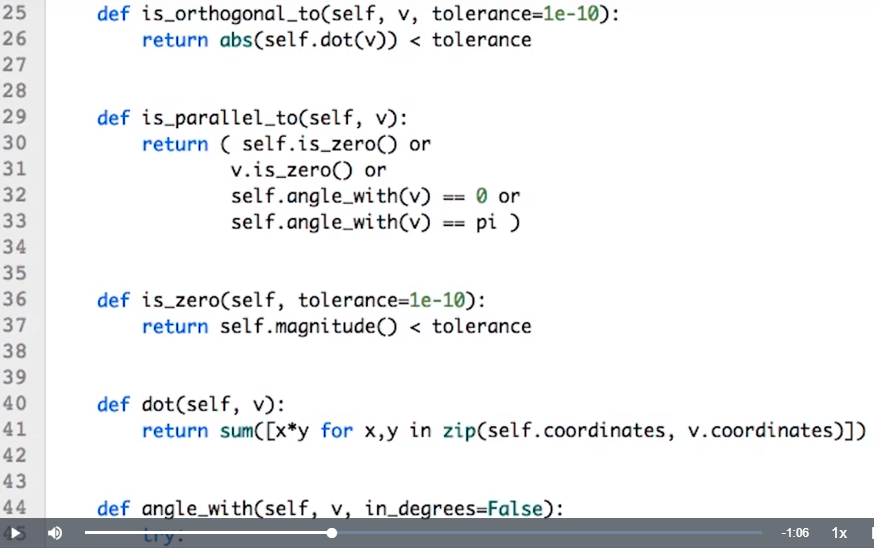 25 def is_orthogonal_to(self, v, tolerance=1e-10):
26 return abs(self.dot(v)) < tolerance
27
28
29 def is_parallel_to(self, v):
30 return ( self.is_zero() or
31 v.is_zero() or
32 self.angle_with(v) == 0 or
33 self.angle_with(v) == pi )
34
35
36 def is_zero(self, tolerance=1e-10):
37 return self.magnitude() < tolerance
38
39
40 def dot(self, v):
41 return sum([x*y for x,y in zip(self.coordinates, v.coordinates)])
42
43
44 def angle_with(self, v, in_degrees=False):
45 try:
-1:06 1x